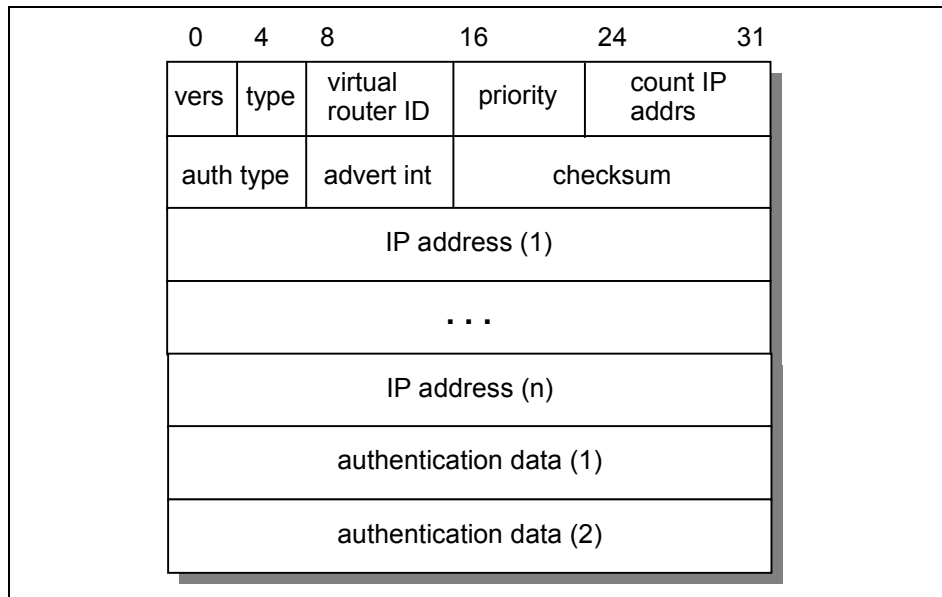 0 4 8 16 24 31
vers type virtual router ID priority count IP addrs
auth type advert int checksum
IP address (1)
. . .
IP address (n)
authentication data (1)
authentication data (2)